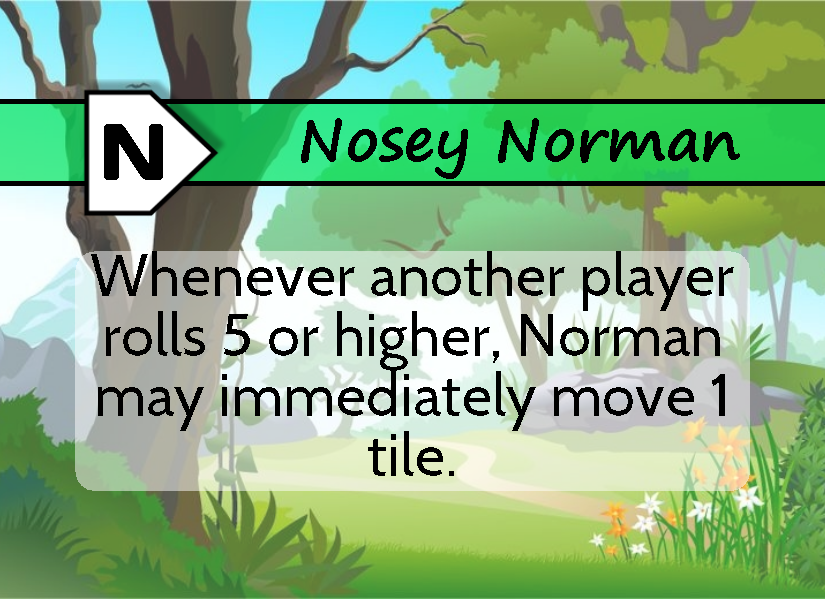 N
Nosey Norman
Whenever another player
rolls 5 or higher, Norman
may immediately move 1
tile.